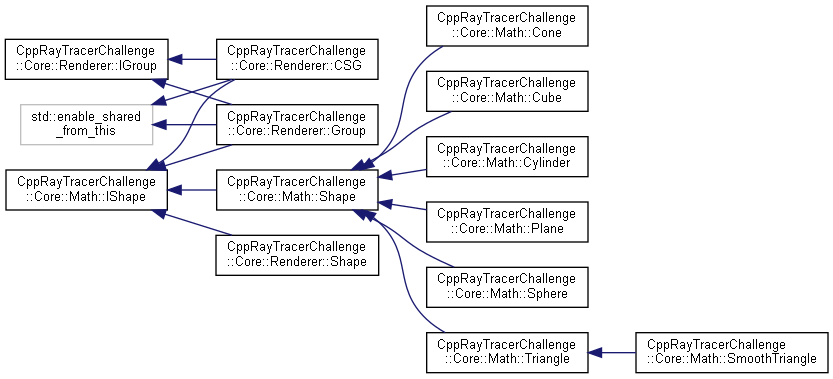 CppRayTracerChallenge
::Core::Renderer::IGroup
std::enable_shared
_from_this
CppRayTracerChallenge
::Core::Math::IShape
CppRayTracerChallenge
::Core::Renderer::CSG
CppRayTracerChallenge
::Core::Renderer::Group
CppRayTracerChallenge
::Core::Math::Shape
CppRayTracerChallenge
::Core::Renderer::Shape
CppRayTracerChallenge
::Core::Math::Cone
CppRayTracerChallenge
::Core::Math::Cube
CppRayTracerChallenge
::Core::Math::Cylinder
CppRayTracerChallenge
::Core::Math::Plane
CppRayTracerChallenge
::Core::Math::Sphere
CppRayTracerChallenge
::Core::Math::Triangle
CppRayTracerChallenge
::Core::Math::SmoothTriangle